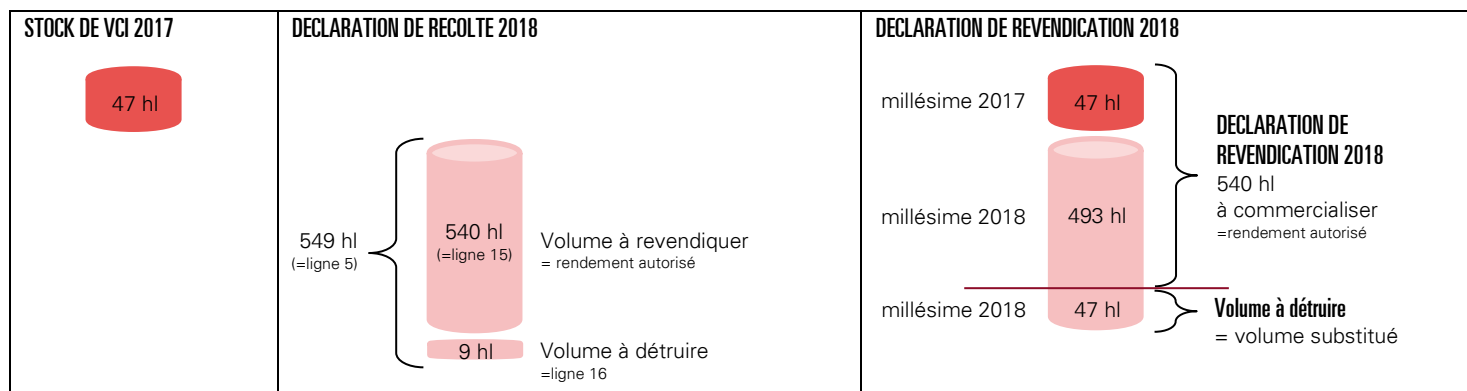 STOCK DE VCI 2017
47 hl
DECLARATION DE RECOLTE 2018
549 hl
(=ligne 5)
540 hl
(=ligne 15)
Volume à revendiquer
= rendement autorisé
9 hl
Volume à détruire
=ligne 16
DECLARATION DE REVENDICATION 2018
millésime 2017
47 hl
millésime 2018
493 hl
DECLARATION DE
REVENDICATION 2018
540 hl
à commercialiser
=rendement autorisé
millésime 2018
47 hl
Volume à détruire
= volume substitué